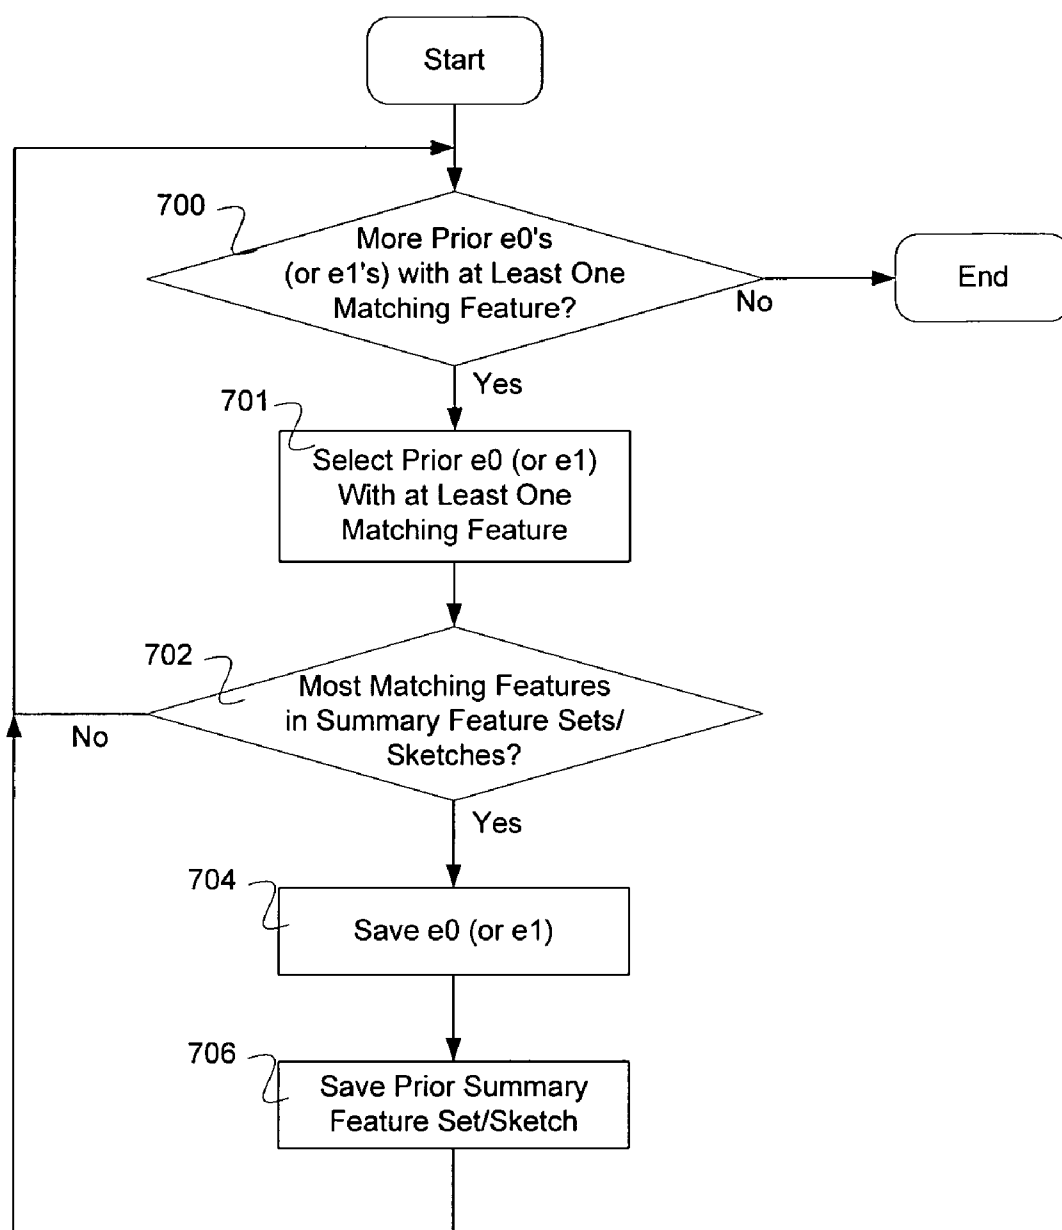 Start
700
More Prior e0's
(or e1's) with at Least One
Matching Feature?
No
End
Yes
701
Select Prior e0 (or e1)
With at Least One
Matching Feature
702
Most Matching Features
in Summary Feature Sets/
Sketches?
No
Yes
704
Save e0 (or e1)
706
Save Prior Summary
Feature Set/Sketch